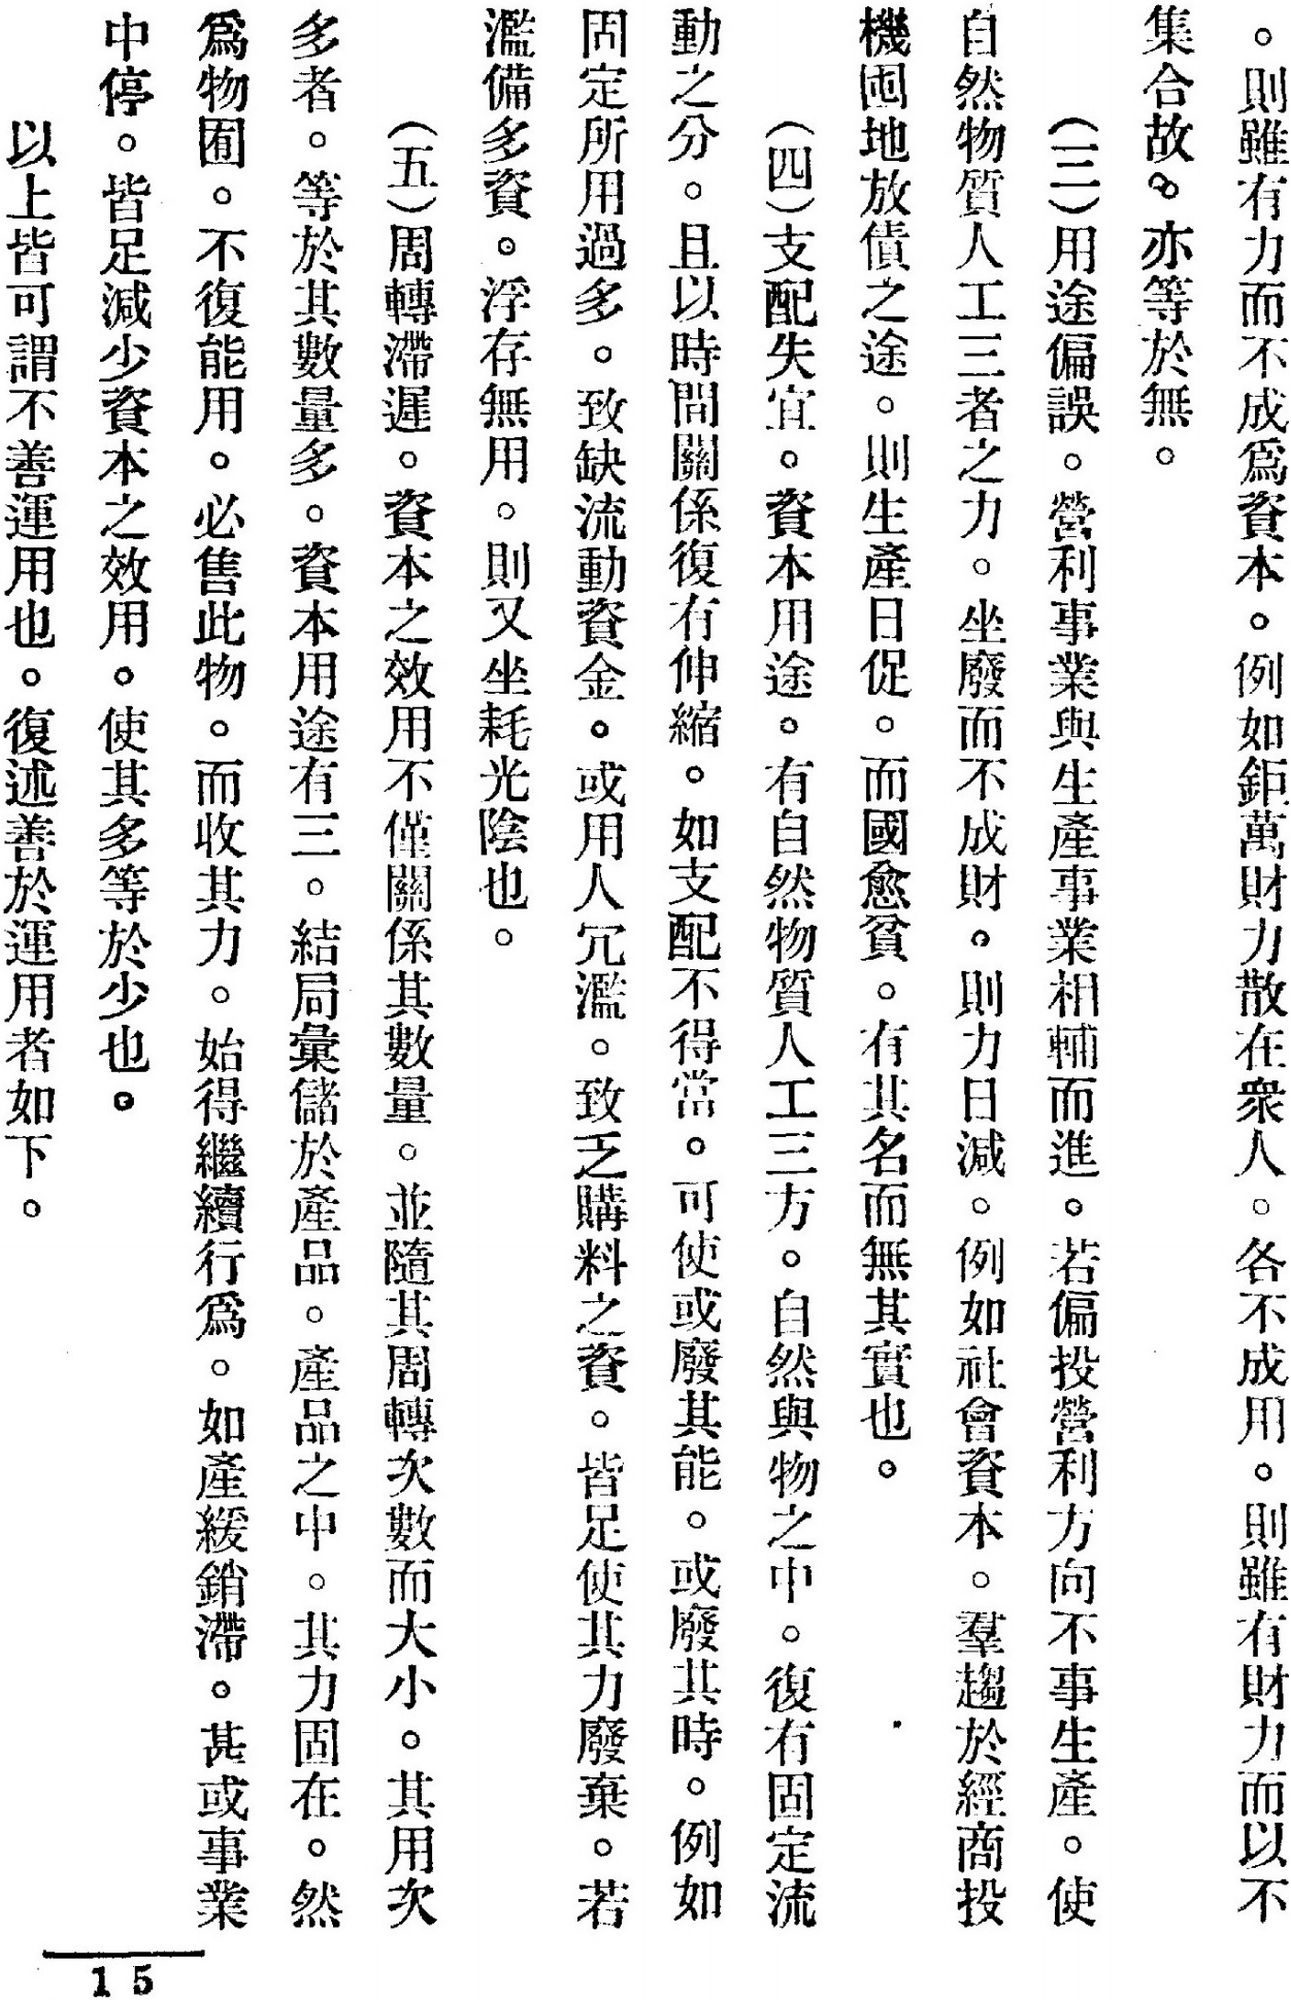 。則雖有力而不成爲資本。例如鉅萬財力散在衆人。各不成用。則雖有財力而以不
集合故。亦等於無。
(三)用途偏誤。營利事業與生產事業相輔而進。若偏投營利方向不事生產。使
自然物質人工三者之力。坐廢而不成財。則力日減。例如社會資本。羣趨於經商投
機囤地放債之途。則生產日促。而國愈貧。有其名而無其實也。
(四)支配失宜。資本用途。有自然物質人工三方。自然與物之中。復有固定流
動之分。且以時間關係復有伸縮。如支配不得當。可使或廢其能。或廢其時。例如
固定所用過多。致缺流動資金。或用人冗濫。致乏購料之資。皆足使其力廢棄。若
濫備多資。浮存無用。則又坐耗光陰也。
(五)周轉滯遲。資本之效用不僅關係其數量。並隨其周轉次數而大小。其用次
多者。等於其數量多。資本用途有三。結局彙儲於產品。產品之中。其力固在。然
爲物囿。不復能用。必售此物。而收其力。始得繼續行爲。如產緩銷滯。甚或事業
中停。皆足減少資本之效用。使其多等於少也。
以上皆可謂不善運用也。復述善於運用者如下。
15